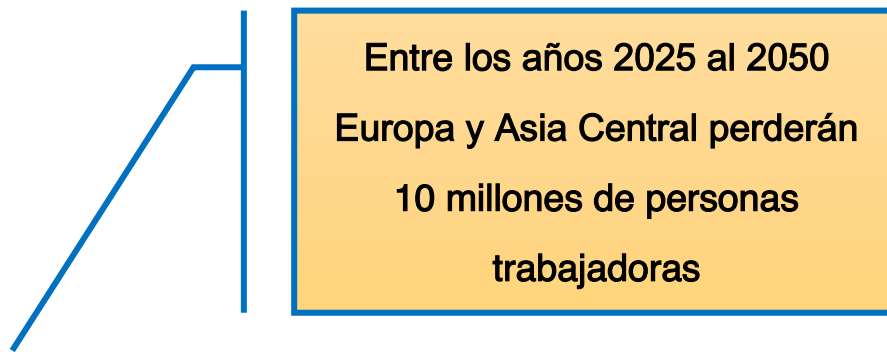 Entre los años 2025 al 2050
Europa y Asia Central perderán
10 millones de personas
trabajadoras